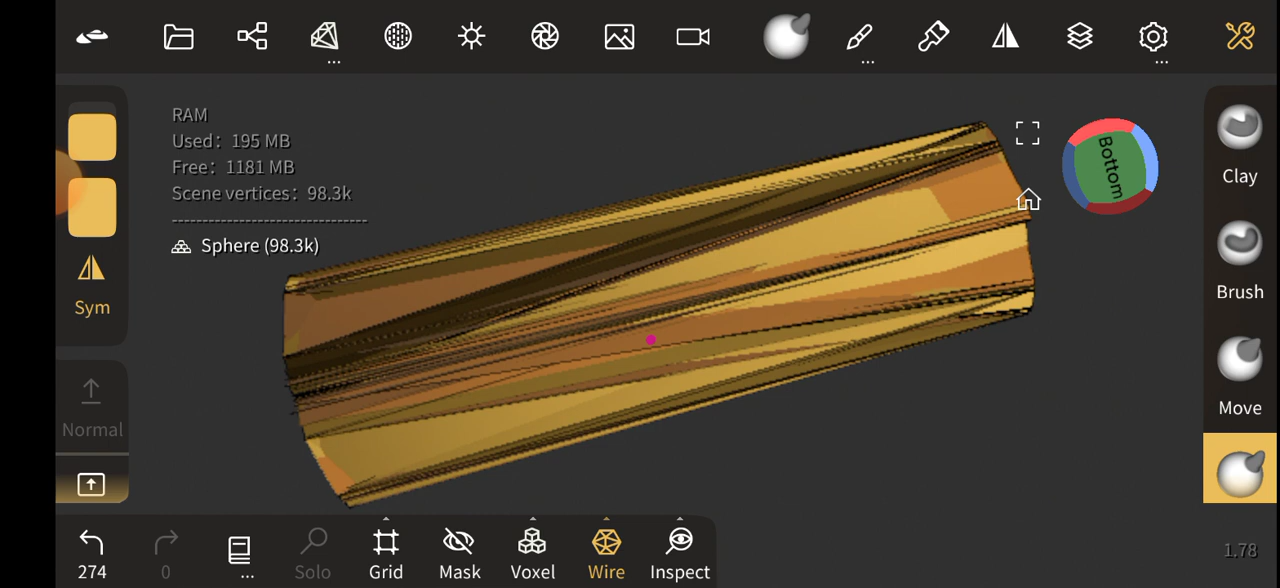 RAM
Used: 195 MB
Free: 1181 MB
Scene vertices: 98.3k
--------------------------------
Sphere (98.3k)
Bottom
Sym
Normal
Clay
Brush
Move
274
0
...
Solo
Grid
Mask
Voxel
Wire
Inspect
1.78